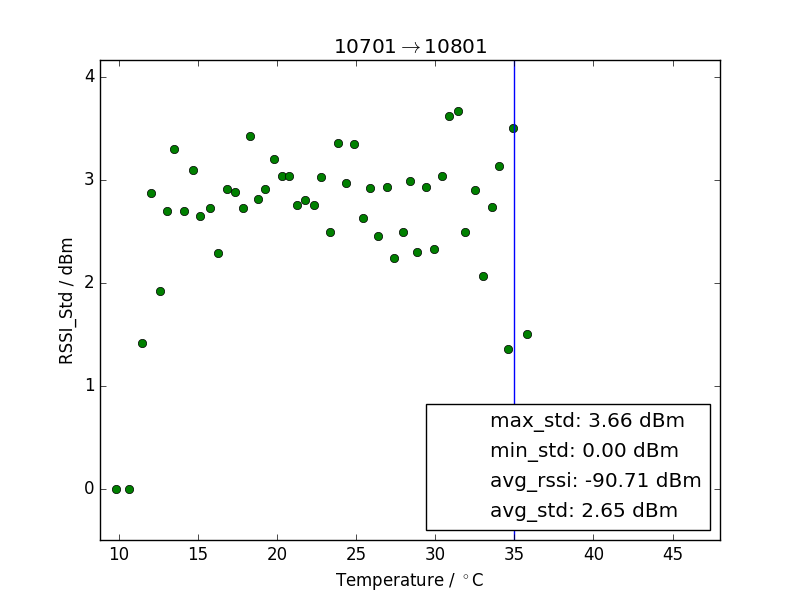 10701→10801
4
3
2
1
0
RSSI_Std / dBm
max_std: 3.66 dBm
min_std: 0.00 dBm
avg_rssi: -90.71 dBm
avg_std: 2.65 dBm
10 15 20 25 30 35 40 45
Temperature / °C